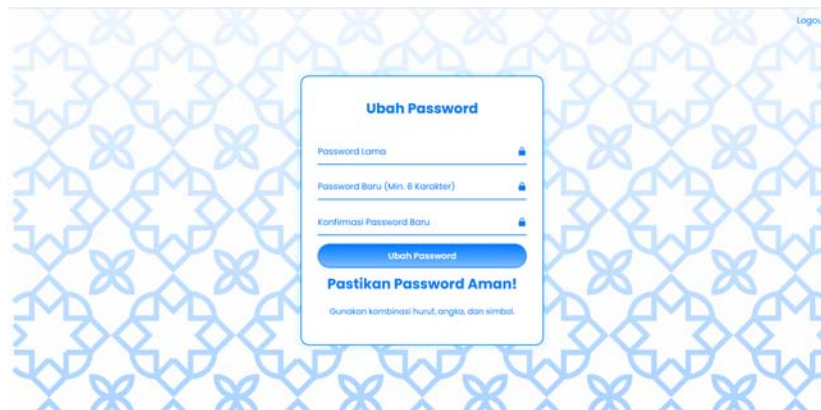 Ubah Password
Password Lama
Password Baru (Min. 6 Karakter)
Konfirmasi Password Baru
Ubah Password
Pastikan Password Aman!
Gunakan kombinasi huruf, angka, dan simbol.